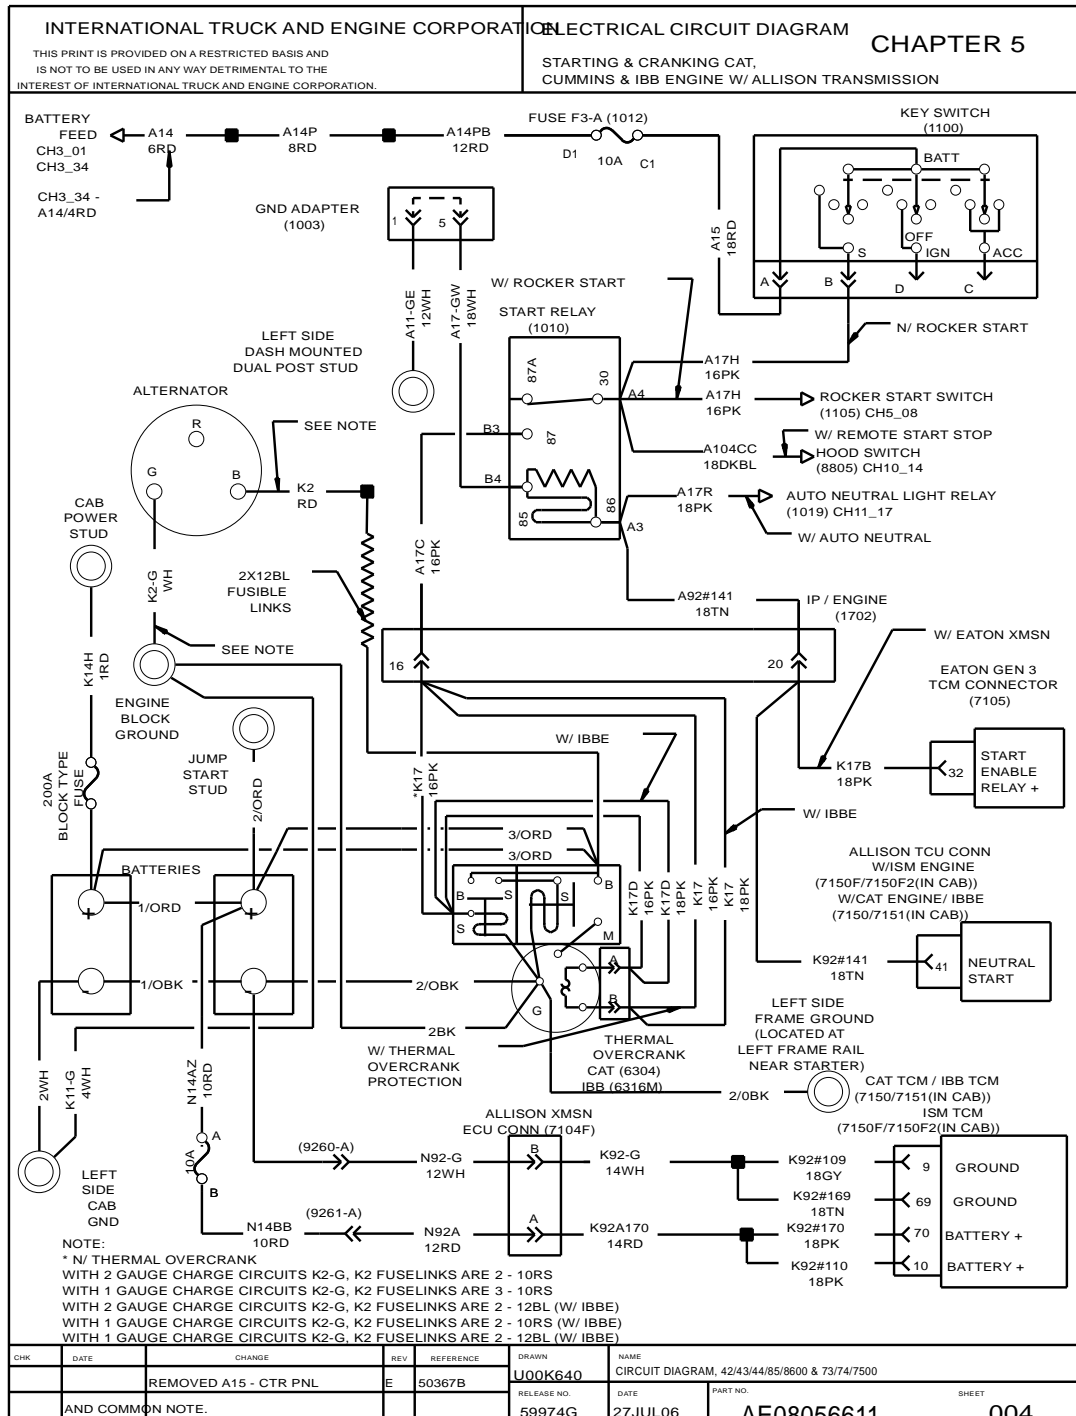 INTERNATIONAL TRUCK AND ENGINE CORPORATION
THIS PRINT IS PROVIDED ON A RESTRICTED BASIS AND
IS NOT TO BE USED IN ANY WAY DETRIMENTAL TO THE
INTEREST OF INTERNATIONAL TRUCK AND ENGINE CORPORATION.
ELECTRICAL CIRCUIT DIAGRAM
CHAPTER 5
STARTING & CRANKING CAT,
CUMMINS & IBB ENGINE W/ ALLISON TRANSMISSION
BATTERY
FEED
CH3_01
CH3_34
A14
6RD
A14P
8RD
A14PB
12RD
FUSE F3-A (1012)
D1
10A
C1
KEY SWITCH
(1100)
BATT
OFF
S
IGN
ACC
A
B
D
C
CH3_34 -
A14/4RD
GND ADAPTER
(1003)
1
5
A15
18RD
A11-GE
12WH
A17-GW
18WH
W/ ROCKER START
START RELAY
(1010)
N/ ROCKER START
LEFT SIDE
DASH MOUNTED
DUAL POST STUD
87A
30
A4
A17H
16PK
A17H
16PK
ROCKER START SWITCH
(1105) CH5_08
W/ REMOTE START STOP
A104CC
18DKBL
HOOD SWITCH
(8805) CH10_14
B3
87
B4
85
86
A3
A17R
18PK
AUTO NEUTRAL LIGHT RELAY
(1019) CH11_17
W/ AUTO NEUTRAL
ALTERNATOR
R
G
B
SEE NOTE
K2
RD
CAB
POWER
STUD
K2-G
WH
2X12BL
FUSIBLE
LINKS
A17C
16PK
A92#141
18TN
IP / ENGINE
(1702)
16
20
W/ EATON XMSN
SEE NOTE
K14H
1RD
ENGINE
BLOCK
GROUND
EATON GEN 3
TCM CONNECTOR
(7105)
JUMP
START
STUD
200A
BLOCK TYPE
FUSE
2/ORD
*K17
16PK
W/ IBBE
K17B
18PK
32
START
ENABLE
RELAY +
W/ IBBE
3/ORD
3/ORD
BATTERIES
1/ORD
+
+
B
S
S
S
B
M
K17D
16PK
K17D
18PK
K17
16PK
K17
18PK
ALLISON TCU CONN
W/ISM ENGINE
(7150F/7150F2(IN CAB))
W/CAT ENGINE/ IBBE
(7150/7151(IN CAB))
K92#141
18TN
41
NEUTRAL
START
1/OBK
-
-
2/OBK
G
A
B
2BK
W/ THERMAL
OVERCRANK
PROTECTION
THERMAL
OVERCRANK
CAT (6304)
IBB (6316M)
LEFT SIDE
FRAME GROUND
(LOCATED AT
LEFT FRAME RAIL
NEAR STARTER)
2/0BK
CAT TCM / IBB TCM
(7150/7151(IN CAB))
ISM TCM
(7150F/7150F2(IN CAB))
2WH
K11-G
4WH
N14AZ
10RD
10A
A
B
LEFT
SIDE
CAB
GND
ALLISON XMSN
ECU CONN (7104F)
(9260-A)
N92-G
12WH
B
K92-G
14WH
K92#109
18GY
9
GROUND
K92#169
18TN
69
GROUND
(9261-A)
N14BB
10RD
N92A
12RD
A
K92A170
14RD
K92#170
18PK
70
BATTERY +
K92#110
18PK
10
BATTERY +
NOTE:
* N/ THERMAL OVERCRANK
WITH 2 GAUGE CHARGE CIRCUITS K2-G, K2 FUSELINKS ARE 2 - 10RS
WITH 1 GAUGE CHARGE CIRCUITS K2-G, K2 FUSELINKS ARE 3 - 10RS
WITH 2 GAUGE CHARGE CIRCUITS K2-G, K2 FUSELINKS ARE 2 - 12BL (W/ IBBE)
WITH 1 GAUGE CHARGE CIRCUITS K2-G, K2 FUSELINKS ARE 2 - 10RS (W/ IBBE)
WITH 1 GAUGE CHARGE CIRCUITS K2-G, K2 FUSELINKS ARE 2 - 12BL (W/ IBBE)
CHK
DATE
CHANGE
REV
REFERENCE
DRAWN
U00K640
NAME
CIRCUIT DIAGRAM, 42/43/44/85/8600 & 73/74/7500
REMOVED A15 - CTR PNL
E
50367B
RELEASE NO.
59974G
DATE
27JUL06
PART NO.
AE08056611
SHEET
004
AND COMMON NOTE.